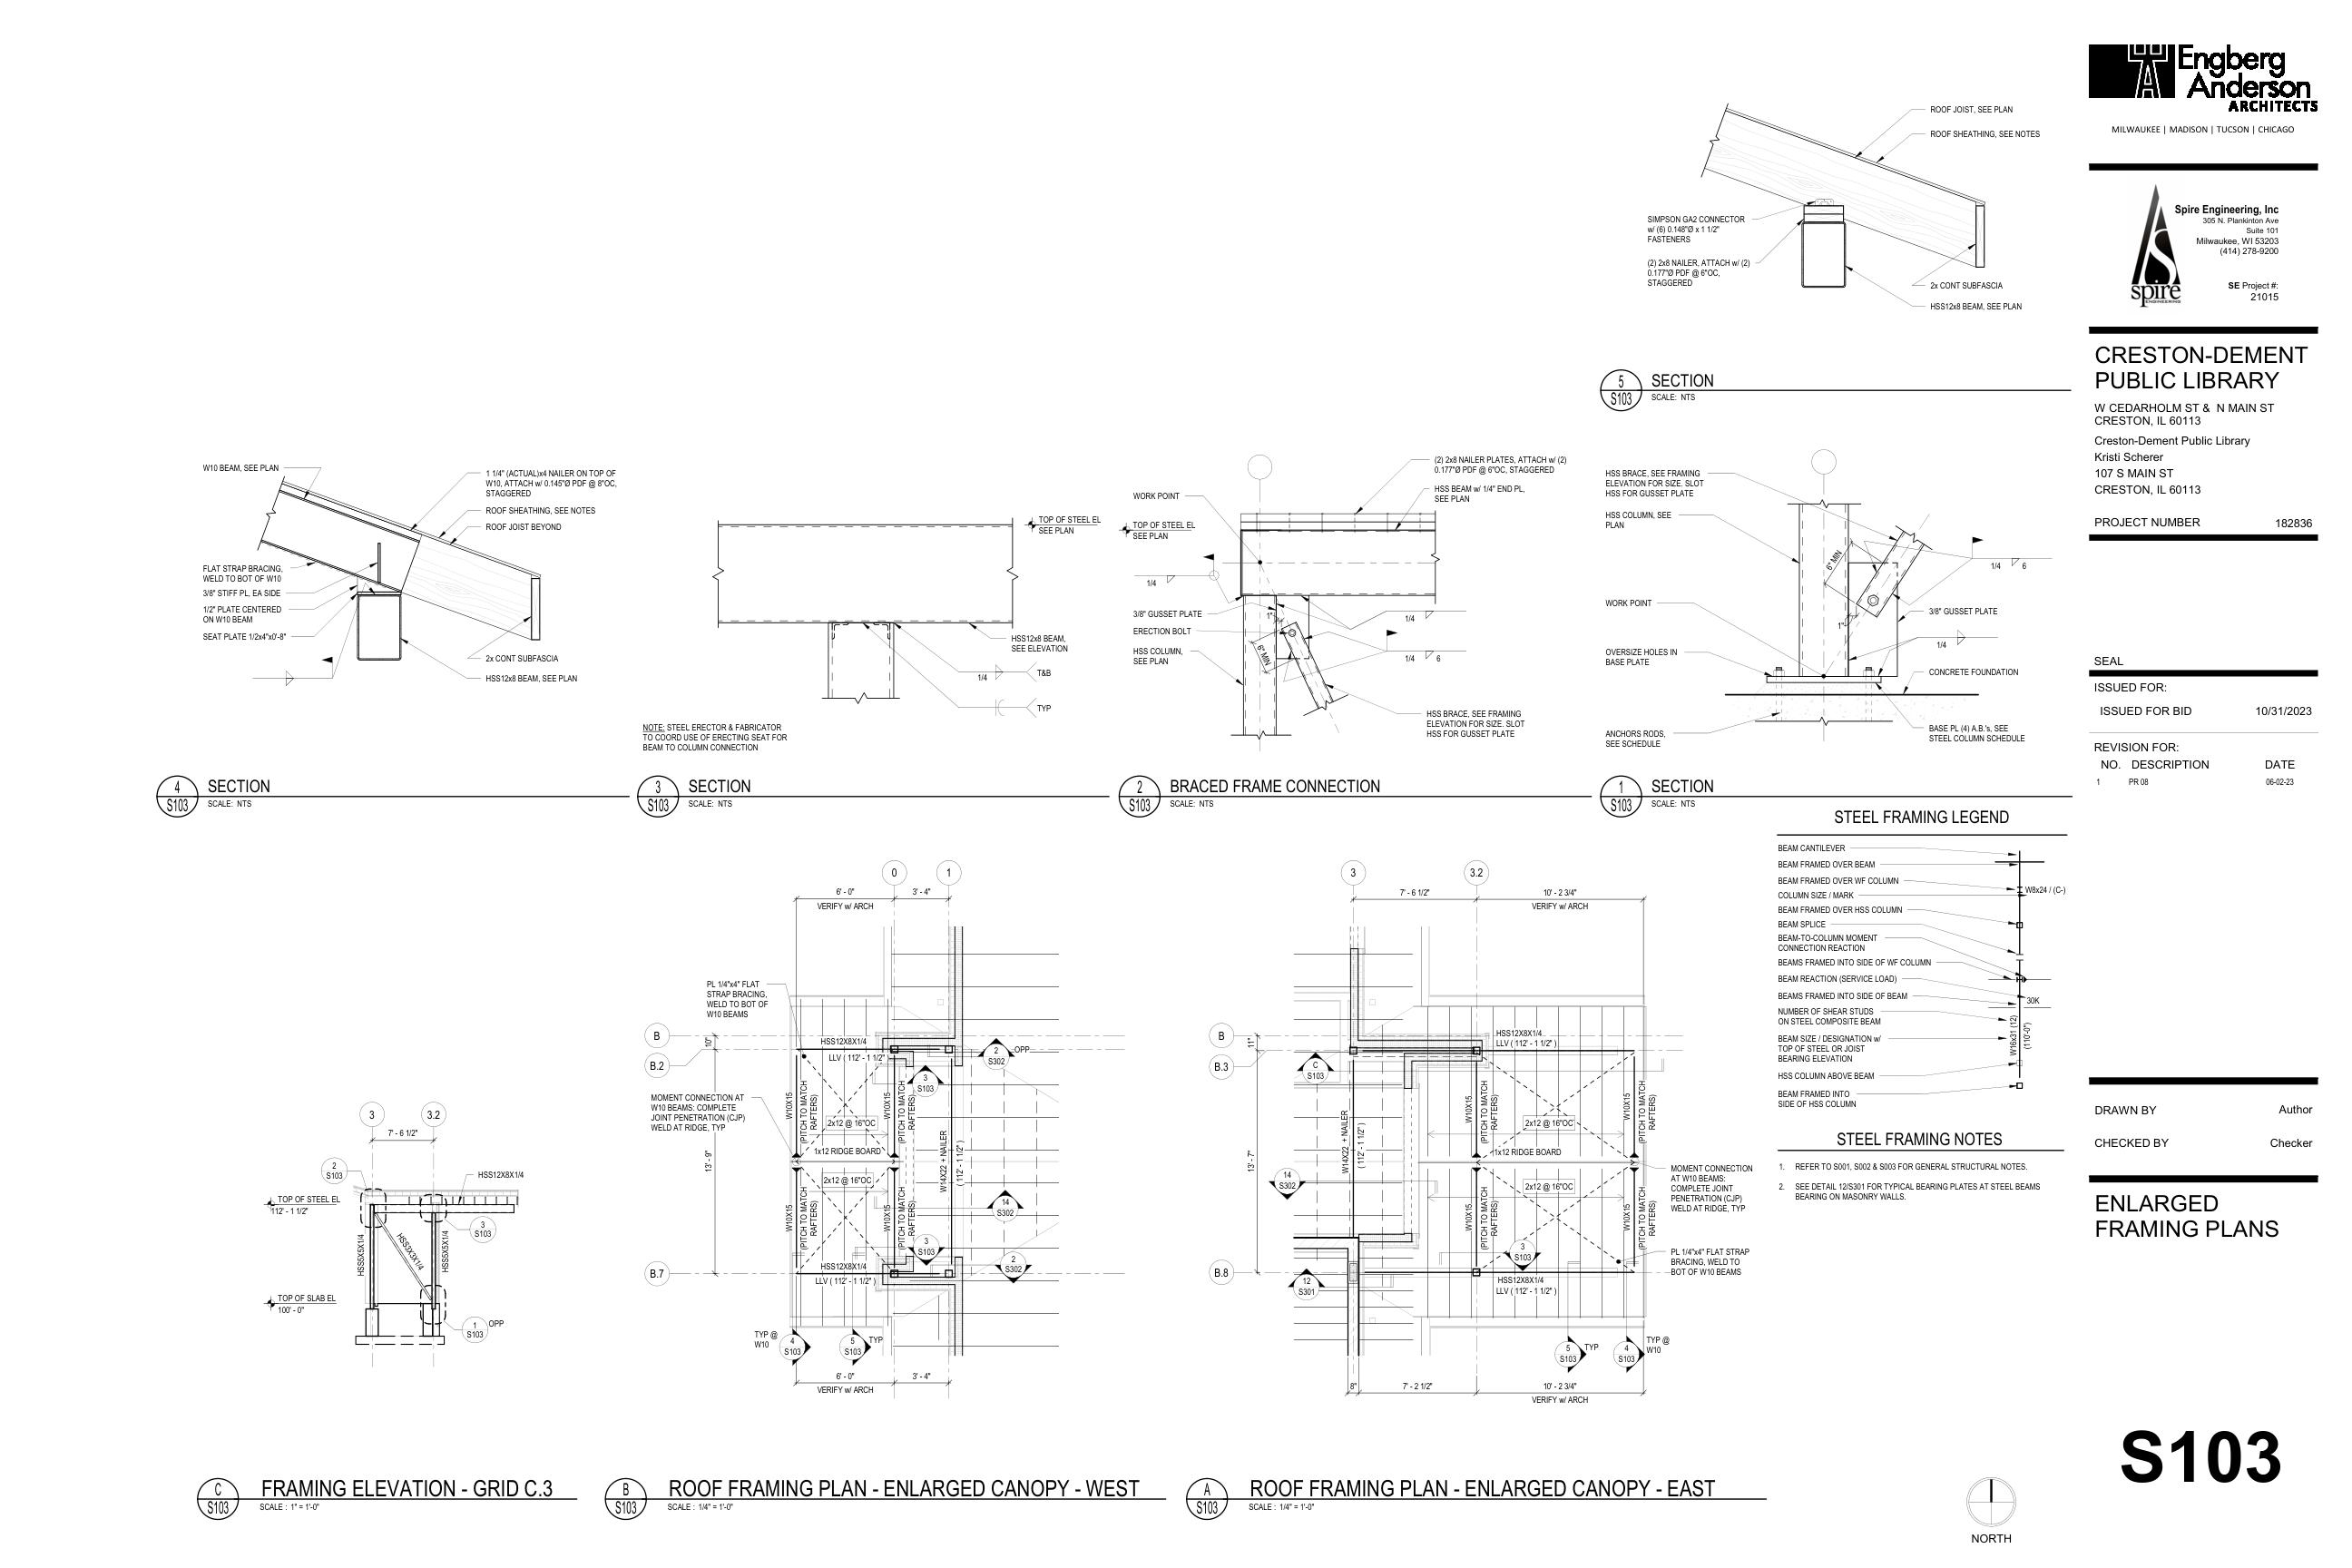 Engberg
Anderson
ARCHITECTS
MILWAUKEE | MADISON | TUCSON | CHICAGO
Spire Engineering, Inc
305 N. Plankinton Ave
Suite 101
Milwaukee, WI 53203
(414) 278-9200
SE Project #:
21015
spire
ENGINEERING
CRESTON-DEMENT
PUBLIC LIBRARY
W CEDARHOLM ST & N MAIN ST
CRESTON, IL 60113
Creston-Dement Public Library
Kristi Scherer
107 S MAIN ST
CRESTON, IL 60113
PROJECT NUMBER 182836
SEAL
ISSUED FOR:
ISSUED FOR BID 10/31/2023
REVISION FOR:
NO. DESCRIPTION DATE
1 PR 08 06-02-23
DRAWN BY Author
CHECKED BY Checker
ENLARGED
FRAMING PLANS
S103
ROOF JOIST, SEE PLAN
ROOF SHEATHING, SEE NOTES
SIMPSON GA2 CONNECTOR
w/ (6) 0.148"Ø x 1 1/2"
FASTENERS
(2) 2x8 NAILER, ATTACH w/ (2)
0.177"Ø PDF @ 6"OC,
STAGGERED
2x CONT SUBFASCIA
HSS12x8 BEAM, SEE PLAN
5
S103
SECTION
SCALE: NTS
W10 BEAM, SEE PLAN
1 1/4" (ACTUAL)x4 NAILER ON TOP OF
W10, ATTACH w/ 0.145"Ø PDF @ 8"OC,
STAGGERED
ROOF SHEATHING, SEE NOTES
ROOF JOIST BEYOND
FLAT STRAP BRACING,
WELD TO BOT OF W10
3/8" STIFF PL, EA SIDE
1/2" PLATE CENTERED
ON W10 BEAM
SEAT PLATE 1/2x4"x0'-8"
2x CONT SUBFASCIA
HSS12x8 BEAM, SEE PLAN
4
S103
SECTION
SCALE: NTS
TOP OF STEEL EL
SEE PLAN
HSS12x8 BEAM,
SEE ELEVATION
1/4
T&B
TYP
NOTE: STEEL ERECTOR & FABRICATOR
TO COORD USE OF ERECTING SEAT FOR
BEAM TO COLUMN CONNECTION
3
S103
SECTION
SCALE: NTS
(2) 2x8 NAILER PLATES, ATTACH w/ (2)
0.177"Ø PDF @ 6"OC, STAGGERED
HSS BEAM w/ 1/4" END PL,
SEE PLAN
WORK POINT
TOP OF STEEL EL
SEE PLAN
1/4
3/8" GUSSET PLATE
1"
ERECTION BOLT
HSS COLUMN,
SEE PLAN
6" MIN
1/4
1/4 6
HSS BRACE, SEE FRAMING
ELEVATION FOR SIZE. SLOT
HSS FOR GUSSET PLATE
2
S103
BRACED FRAME CONNECTION
SCALE: NTS
HSS BRACE, SEE FRAMING
ELEVATION FOR SIZE. SLOT
HSS FOR GUSSET PLATE
HSS COLUMN, SEE
PLAN
6" MIN
1/4 6
WORK POINT
3/8" GUSSET PLATE
1"
1/4
OVERSIZE HOLES IN
BASE PLATE
CONCRETE FOUNDATION
ANCHORS RODS,
SEE SCHEDULE
BASE PL (4) A.B.'s, SEE
STEEL COLUMN SCHEDULE
1
S103
SECTION
SCALE: NTS
STEEL FRAMING LEGEND
BEAM CANTILEVER
BEAM FRAMED OVER BEAM
BEAM FRAMED OVER WF COLUMN
COLUMN SIZE / MARK
W8x24 / (C-)
BEAM FRAMED OVER HSS COLUMN
BEAM SPLICE
BEAM-TO-COLUMN MOMENT
CONNECTION REACTION
BEAMS FRAMED INTO SIDE OF WF COLUMN
BEAM REACTION (SERVICE LOAD)
BEAMS FRAMED INTO SIDE OF BEAM
30K
NUMBER OF SHEAR STUDS
ON STEEL COMPOSITE BEAM
BEAM SIZE / DESIGNATION w/
TOP OF STEEL OR JOIST
BEARING ELEVATION
W16x31 (12)
(110'-0")
HSS COLUMN ABOVE BEAM
BEAM FRAMED INTO
SIDE OF HSS COLUMN
STEEL FRAMING NOTES
1. REFER TO S001, S002 & S003 FOR GENERAL STRUCTURAL NOTES.
2. SEE DETAIL 12/S301 FOR TYPICAL BEARING PLATES AT STEEL BEAMS
BEARING ON MASONRY WALLS.
3 3.2
7' - 6 1/2"
2
S103
HSS12X8X1/4
TOP OF STEEL EL
112' - 1 1/2"
3
S103
HSS5X5X1/4
HSS3X3X1/4
HSS5X5X1/4
TOP OF SLAB EL
100' - 0"
1
S103
OPP
C
S103
FRAMING ELEVATION - GRID C.3
SCALE : 1" = 1'-0"
0 1
6' - 0" 3' - 4"
VERIFY w/ ARCH
PL 1/4"x4" FLAT
STRAP BRACING,
WELD TO BOT OF
W10 BEAMS
B
10"
B.2
HSS12X8X1/4
LLV ( 112' - 1 1/2" )
2
S302
OPP
3
S103
MOMENT CONNECTION AT
W10 BEAMS: COMPLETE
JOINT PENETRATION (CJP)
WELD AT RIDGE, TYP
W10X15
(PITCH TO MATCH
RAFTERS)
2x12 @ 16"OC
W10X15
(PITCH TO MATCH
RAFTERS)
1x12 RIDGE BOARD
W14X22 + NAILER
( 112' - 1 1/2" )
13' - 9"
2x12 @ 16"OC
W10X15
(PITCH TO MATCH
RAFTERS)
W10X15
(PITCH TO MATCH
RAFTERS)
14
S302
3
S103
2
S302
B.7
HSS12X8X1/4
LLV ( 112' - 1 1/2" )
TYP @
W10
4
S103
5
S103
TYP
6' - 0" 3' - 4"
VERIFY w/ ARCH
B
S103
ROOF FRAMING PLAN - ENLARGED CANOPY - WEST
SCALE : 1/4" = 1'-0"
3 3.2
7' - 6 1/2" 10' - 2 3/4"
VERIFY w/ ARCH
B
11"
B.3
HSS12X8X1/4
LLV ( 112' - 1 1/2" )
C
S103
W14X22 + NAILER
( 112' - 1 1/2" )
W10X15
(PITCH TO MATCH
RAFTERS)
2x12 @ 16"OC
W10X15
(PITCH TO MATCH
RAFTERS)
1x12 RIDGE BOARD
13' - 7"
14
S302
2x12 @ 16"OC
W10X15
(PITCH TO MATCH
RAFTERS)
W10X15
(PITCH TO MATCH
RAFTERS)
MOMENT CONNECTION
AT W10 BEAMS:
COMPLETE JOINT
PENETRATION (CJP)
WELD AT RIDGE, TYP
3
S103
PL 1/4"x4" FLAT STRAP
BRACING, WELD TO
BOT OF W10 BEAMS
B.8
12
S301
HSS12X8X1/4
LLV ( 112' - 1 1/2" )
5
S103
TYP
4
S103
TYP @
W10
8" 7' - 2 1/2" 10' - 2 3/4"
VERIFY w/ ARCH
A
S103
ROOF FRAMING PLAN - ENLARGED CANOPY - EAST
SCALE : 1/4" = 1'-0"
NORTH